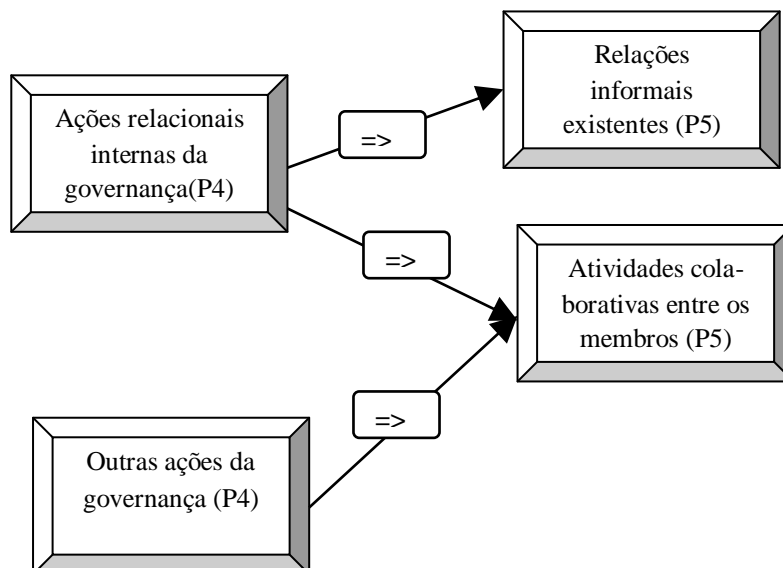 Ações relacionais
internas da
governança(P4)
=>
Relações
informais
existentes (P5)
=>
Atividades cola-
borativas entre os
membros (P5)
=>
Outras ações da
governança (P4)